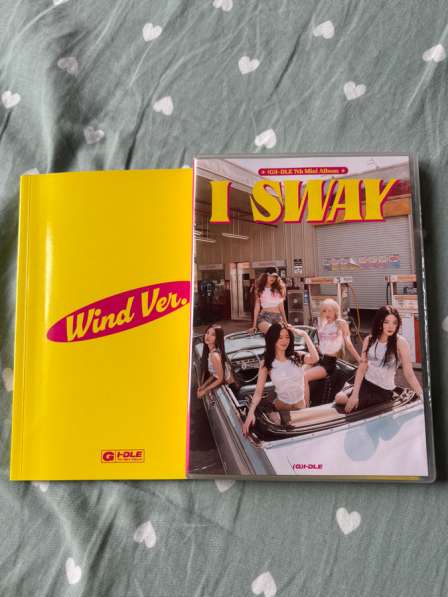 Wind Ver.
(G)I-DLE
(G)I-DLE 7th Mini Album
I SWAY
(G)I-DLE